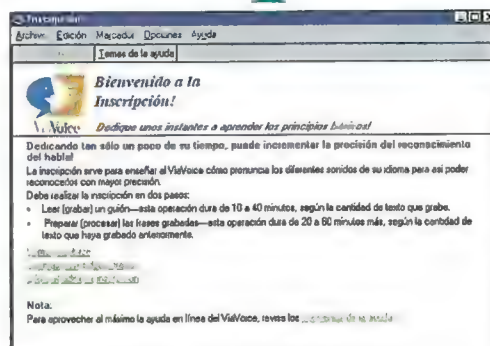 Archivo Edición Marcador Opciones Ayuda
Temas de la ayuda
Bienvenido a la
Inscripción!
ViaVoice Dedique unos instantes a aprender los principios básicos!
Dedicando tan sólo un poco de su tiempo, puede incrementar la precisión del reconocimiento
del habla!
La inscripción sirve para enseñar al ViaVoice cómo pronuncia los diferentes sonidos de su idioma para así poder
reconocerlos con mayor precisión.
Debe realizar la inscripción en dos pasos:
• Leer (grabar) un guión—esta operación dura de 10 a 40 minutos, según la cantidad de texto que grabe.
• Preparar (procesar) las frases grabadas—esta operación dura de 20 a 60 minutos más, según la cantidad de
texto que haya grabado anteriormente.
Nota:
Para aprovechar al máximo la ayuda en línea del ViaVoice, revise los de la ayuda